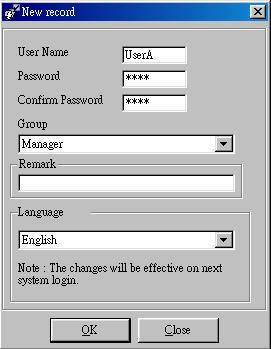 New record
User Name
UserA
Password
****
Confirm Password
****
Group
Manager
Remark
Language
English
Note : The changes will be effective on next
system login.
OK
Close